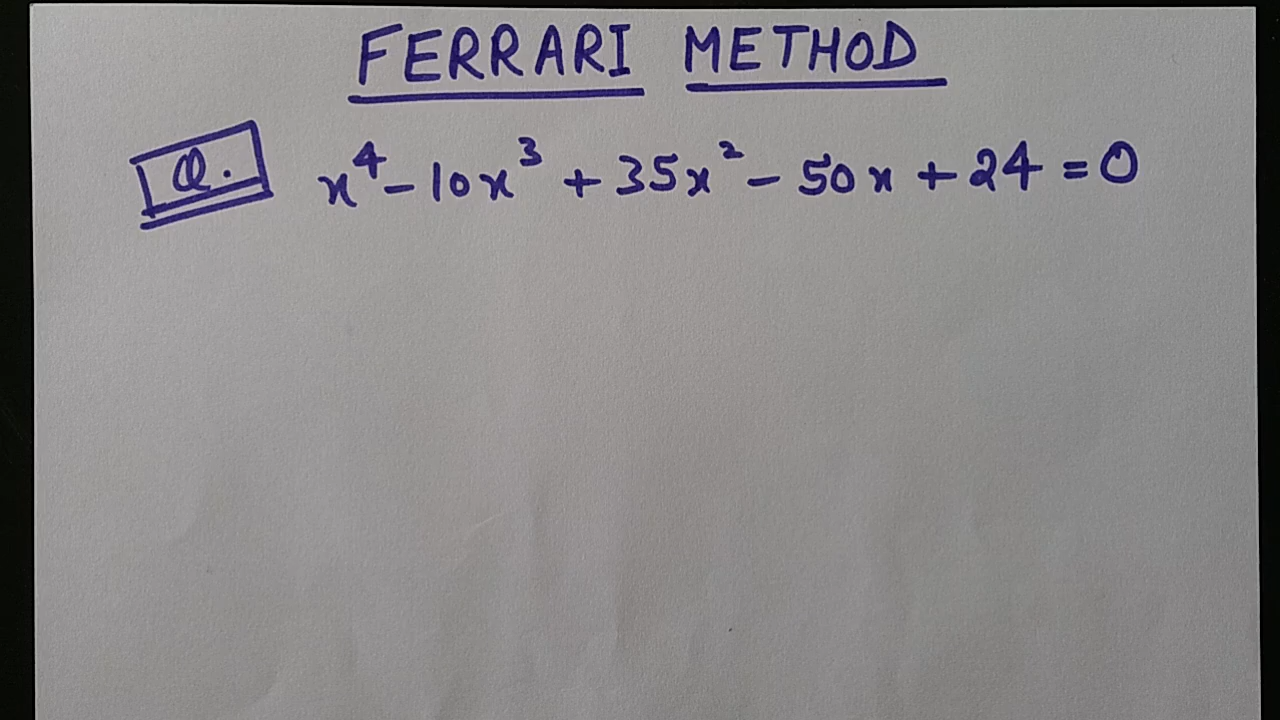 FERRARI METHOD
Q. x⁴ - 10x³ + 35x² - 50x + 24 = 0